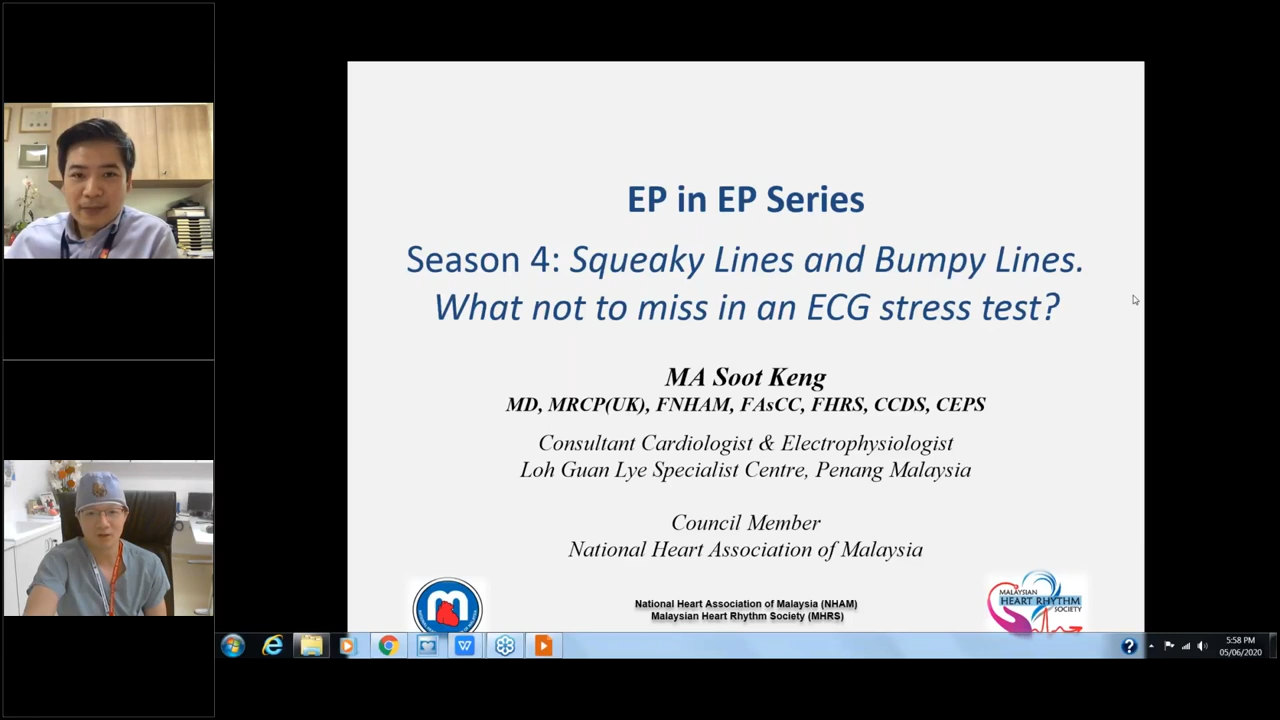 EP in EP Series
Season 4: Squeaky Lines and Bumpy Lines.
What not to miss in an ECG stress test?
MA Soot Keng
MD, MRCP(UK), FNHAM, FAsCC, FHRS, CCDS, CEPS
Consultant Cardiologist & Electrophysiologist
Loh Guan Lye Specialist Centre, Penang Malaysia
Council Member
National Heart Association of Malaysia
National Heart Association of Malaysia (NHAM)
Malaysian Heart Rhythm Society (MHRS)
MALAYSIAN
HEART RHYTHM
SOCIETY
5:58 PM
05/06/2020